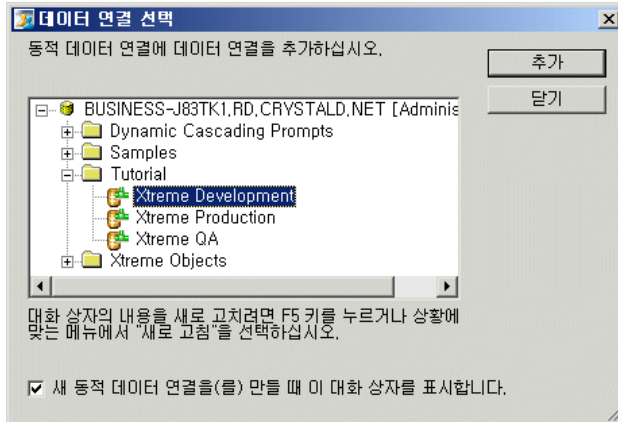 데이터 연결 선택
동적 데이터 연결에 데이터 연결을 추가하십시오.
추가
닫기
BUSINESS-J83TK1.RD.CRYSTALD.NET [Adminis
Dynamic Cascading Prompts
Samples
Tutorial
Xtreme Development
Xtreme Production
Xtreme QA
Xtreme Objects
대화 상자의 내용을 새로 고치려면 F5 키를 누르거나 상황에
맞는 메뉴에서 "새로 고침"을 선택하십시오.
새 동적 데이터 연결을(를) 만들 때 이 대화 상자를 표시합니다.